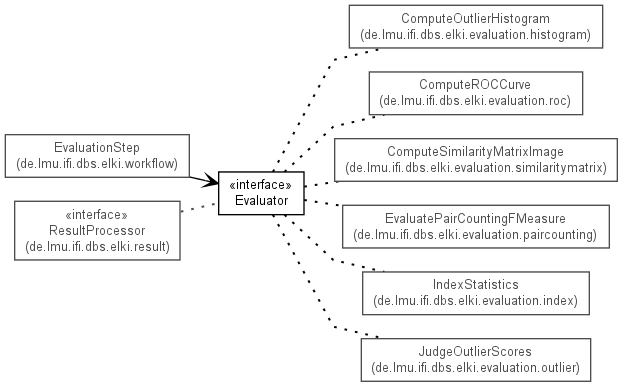 ComputeOutlierHistogram
(de.lmu.ifi.dbs.elki.evaluation.histogram)
ComputeROCCurve
(de.lmu.ifi.dbs.elki.evaluation.roc)
EvaluationStep
(de.lmu.ifi.dbs.elki.workflow)
ComputeSimilarityMatrixImage
(de.lmu.ifi.dbs.elki.evaluation.similaritymatrix)
«interface»
Evaluator
«interface»
ResultProcessor
(de.lmu.ifi.dbs.elki.result)
EvaluatePairCountingFMeasure
(de.lmu.ifi.dbs.elki.evaluation.paircounting)
IndexStatistics
(de.lmu.ifi.dbs.elki.evaluation.index)
JudgeOutlierScores
(de.lmu.ifi.dbs.elki.evaluation.outlier)